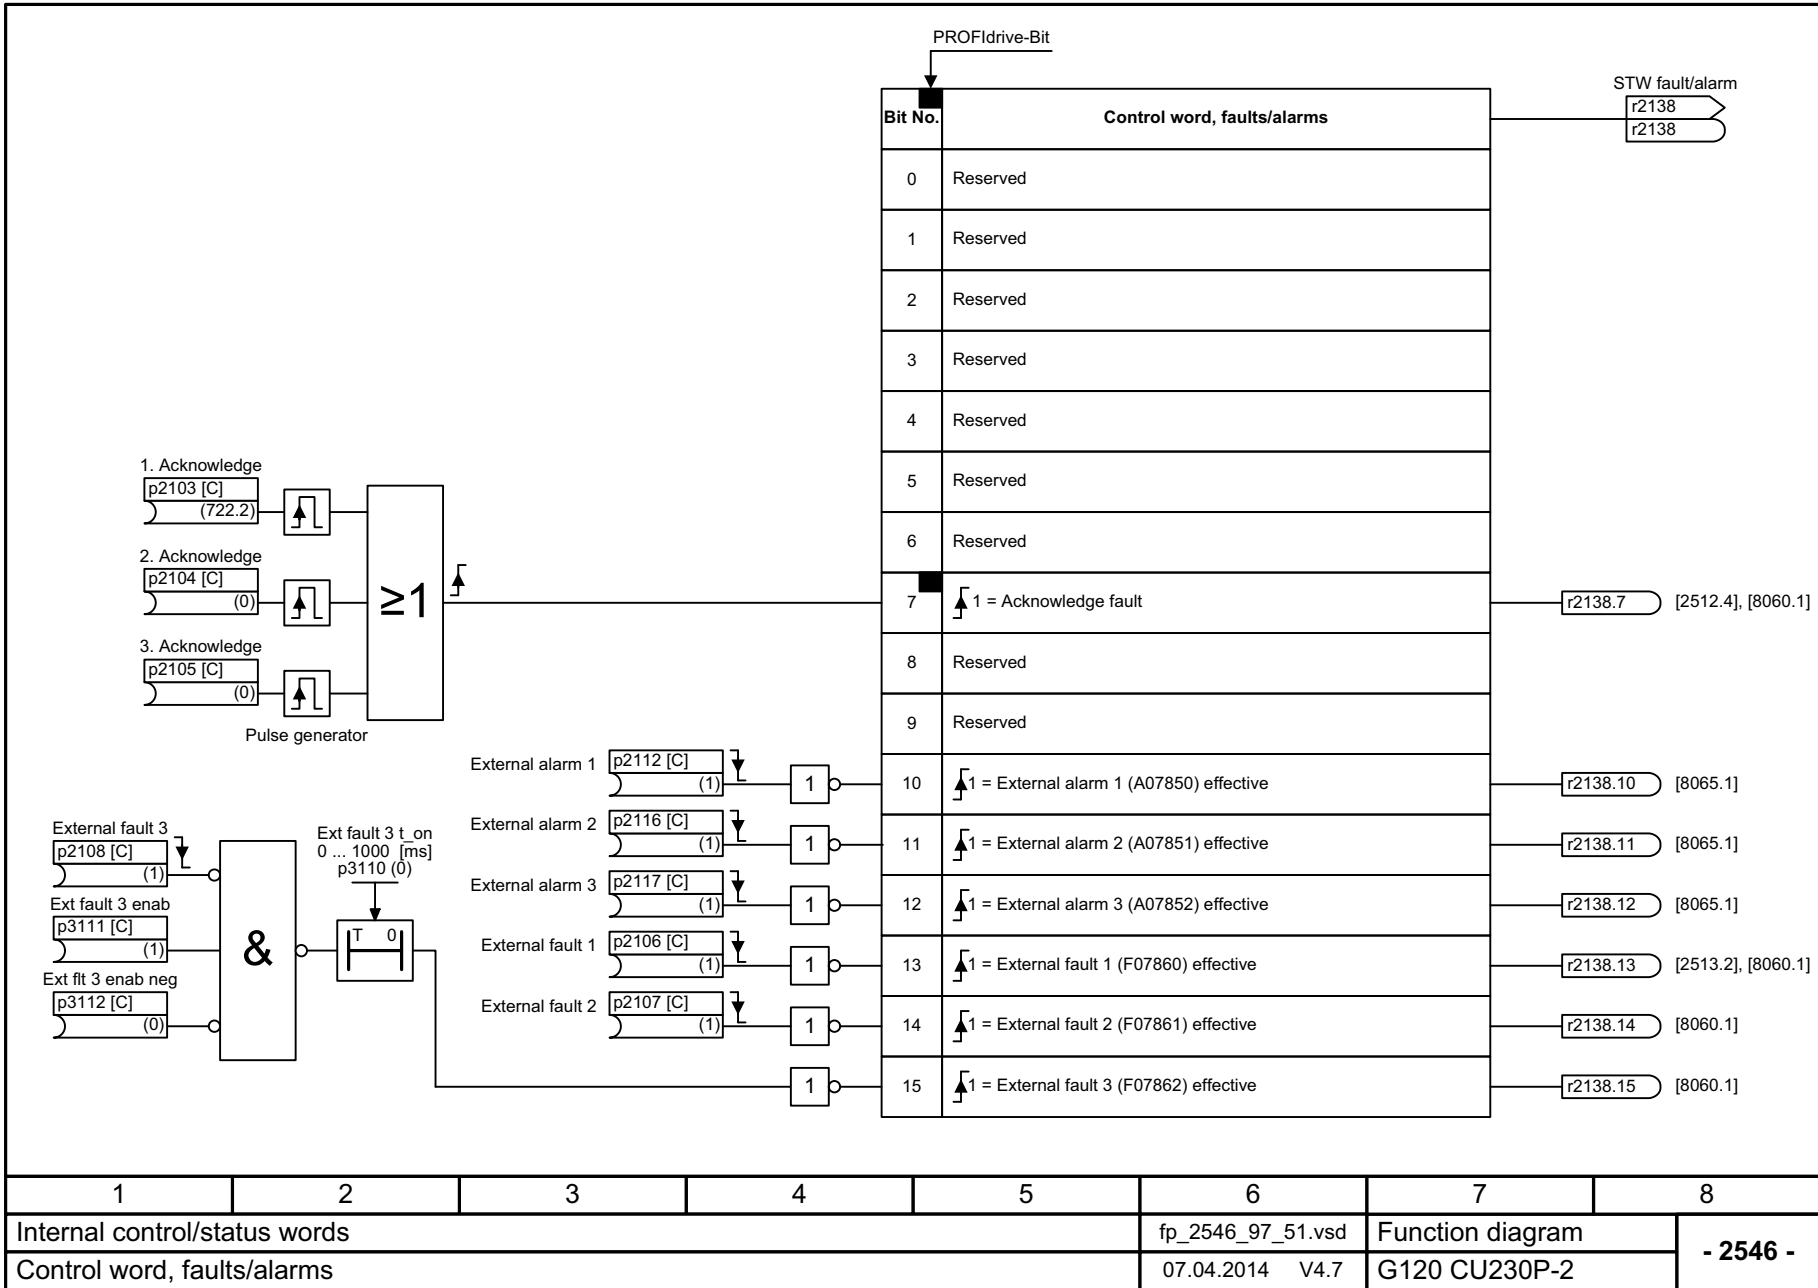 PROFIdrive-Bit
STW fault/alarm
r2138
r2138
Bit No. Control word, faults/alarms
0 Reserved
1 Reserved
2 Reserved
3 Reserved
4 Reserved
5 Reserved
6 Reserved
7 1 = Acknowledge fault r2138.7 [2512.4], [8060.1]
8 Reserved
9 Reserved
10 1 = External alarm 1 (A07850) effective r2138.10 [8065.1]
11 1 = External alarm 2 (A07851) effective r2138.11 [8065.1]
12 1 = External alarm 3 (A07852) effective r2138.12 [8065.1]
13 1 = External fault 1 (F07860) effective r2138.13 [2513.2], [8060.1]
14 1 = External fault 2 (F07861) effective r2138.14 [8060.1]
15 1 = External fault 3 (F07862) effective r2138.15 [8060.1]
1. Acknowledge
p2103 [C]
(722.2)
2. Acknowledge
p2104 [C]
(0)
3. Acknowledge
p2105 [C]
(0)
≥1
Pulse generator
External alarm 1 p2112 [C]
(1) 1
External alarm 2 p2116 [C]
(1) 1
External alarm 3 p2117 [C]
(1) 1
External fault 1 p2106 [C]
(1) 1
External fault 2 p2107 [C]
(1) 1
1
External fault 3
p2108 [C]
(1)
Ext fault 3 enab
p3111 [C]
(1)
Ext flt 3 enab neg
p3112 [C]
(0)
&
Ext fault 3 t_on
0 ... 1000 [ms]
p3110 (0)
T 0
1 2 3 4 5 6 7 8
Internal control/status words fp_2546_97_51.vsd Function diagram
Control word, faults/alarms 07.04.2014 V4.7 G120 CU230P-2
- 2546 -